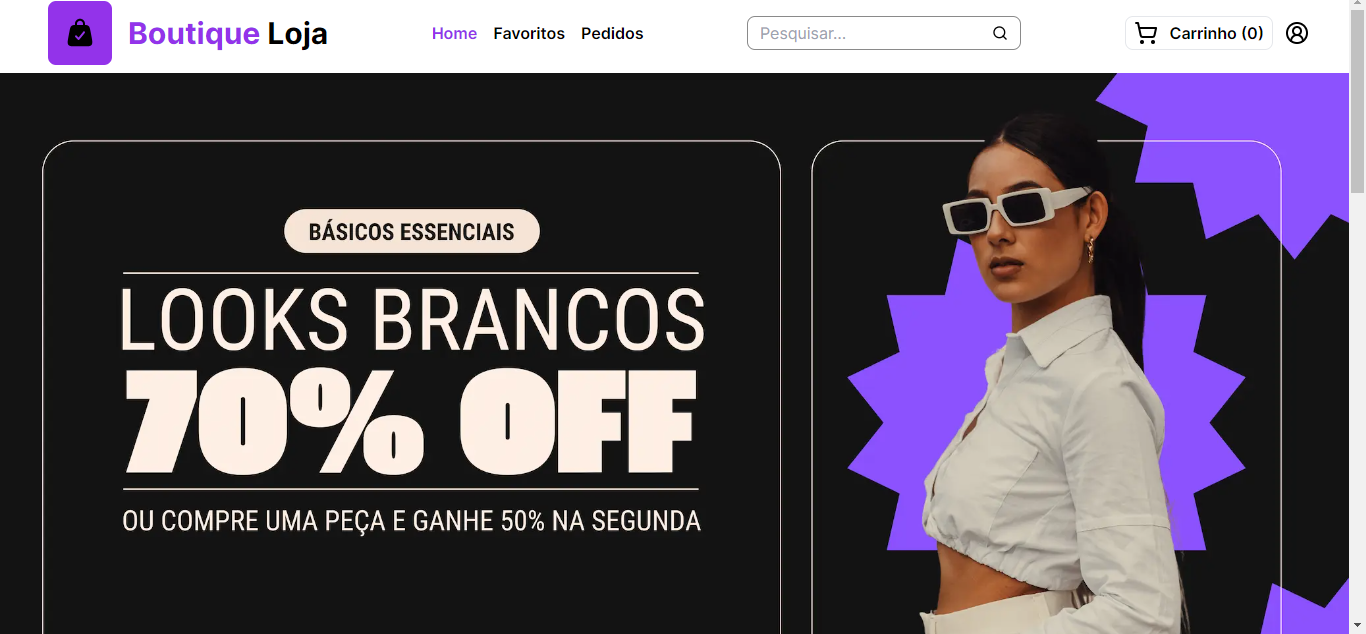 Boutique Loja
Home Favoritos Pedidos
Pesquisar...
Carrinho (0)
BÁSICOS ESSENCIAIS
LOOKS BRANCOS
70% OFF
OU COMPRE UMA PEÇA E GANHE 50% NA SEGUNDA